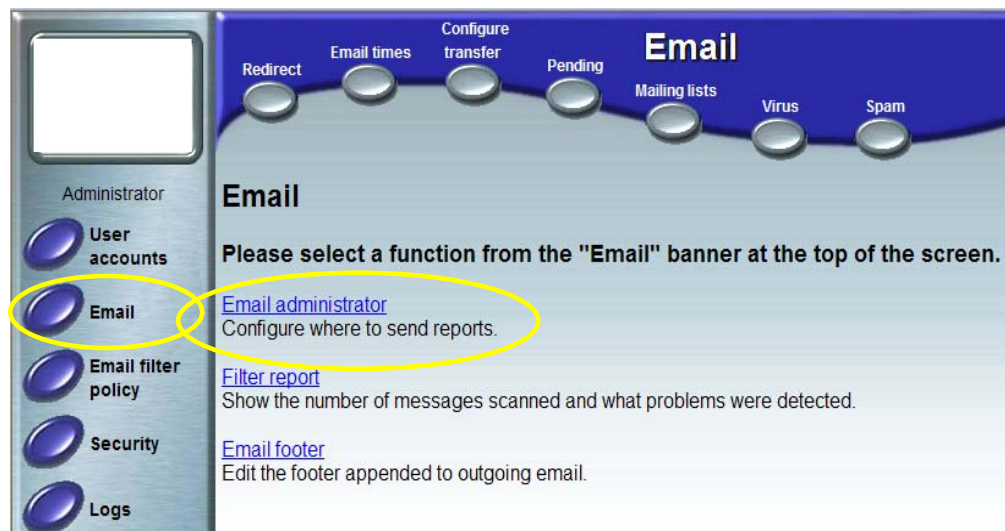 Redirect
Email times
Configure
transfer
Pending
Email
Mailing lists
Virus
Spam
Administrator
User
accounts
Email
Email filter
policy
Security
Logs
Email
Please select a function from the "Email" banner at the top of the screen.
Email administrator
Configure where to send reports.
Filter report
Show the number of messages scanned and what problems were detected.
Email footer
Edit the footer appended to outgoing email.